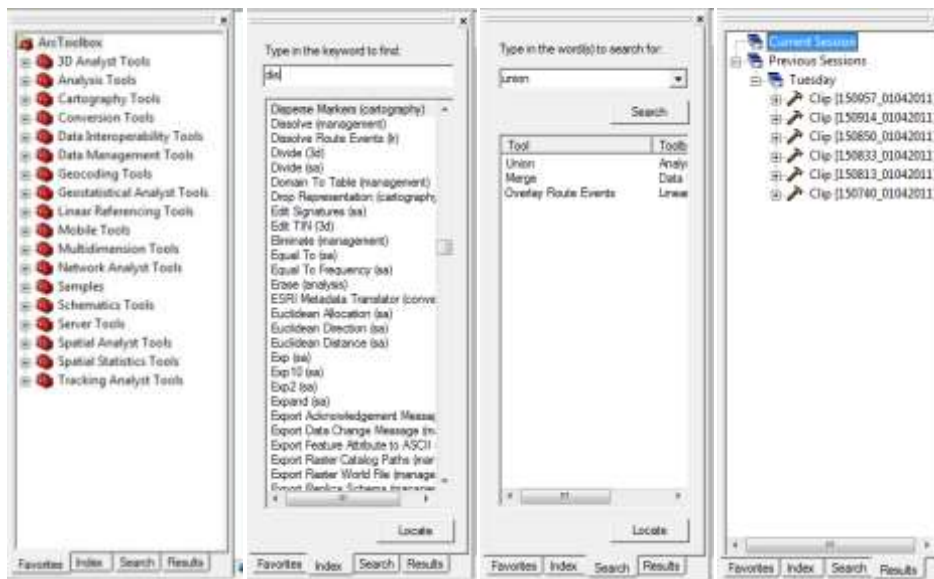 ArcToolbox
3D Analyst Tools
Analysis Tools
Cartography Tools
Conversion Tools
Data Interoperability Tools
Data Management Tools
Geocoding Tools
Geostatistical Analyst Tools
Linear Referencing Tools
Mobile Tools
Multidimension Tools
Network Analyst Tools
Samples
Schematics Tools
Server Tools
Spatial Analyst Tools
Spatial Statistics Tools
Tracking Analyst Tools
Favorites Index Search Results
Type in the keyword to find:
dis
Disperse Markers (cartography)
Dissolve (management)
Dissolve Route Events (lr)
Divide (3d)
Divide (sa)
Domain To Table (management)
Drop Representation (cartography
Edit Signatures (sa)
Edit TIN (3d)
Eliminate (management)
Equal To (sa)
Equal To Frequency (sa)
Erase (analysis)
ESRI Metadata Translator (conve
Euclidean Allocation (sa)
Euclidean Direction (sa)
Euclidean Distance (sa)
Exp (sa)
Exp10 (sa)
Exp2 (sa)
Expand (sa)
Export Acknowledgement Messag
Export Data Change Message (m
Export Feature Attribute to ASCII
Export Raster Catalog Paths (man
Export Raster World File (manage
Export Replica Schema (manage
Locate
Favorites Index Search Results
Type in the word(s) to search for:
union
Search
Tool Toolb
Union Analy
Merge Data
Overlay Route Events Linear
Locate
Favorites Index Search Results
Current Session
Previous Sessions
Tuesday
Clip [150957_01042011]
Clip [150914_01042011]
Clip [150850_01042011]
Clip [150833_01042011]
Clip [150813_01042011]
Clip [150740_01042011]
Favorites Index Search Results